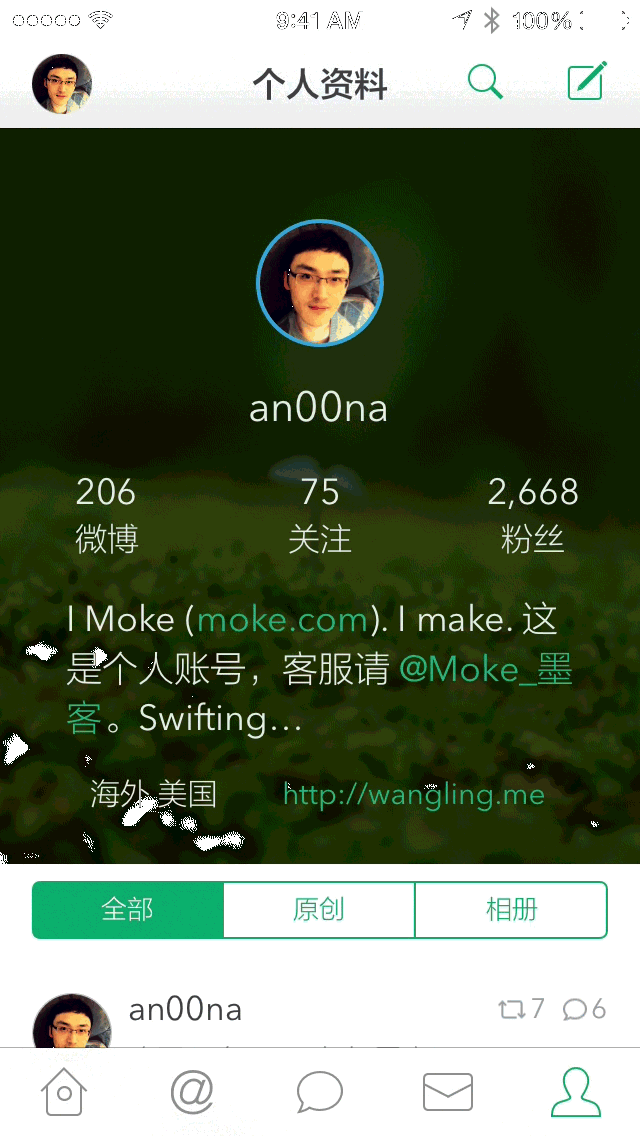 9:41 AM 100%
个人资料
an00na
206 75 2,668
微博 关注 粉丝
I Moke (moke.com). I make. 这
是个人账号，客服请 @Moke_墨
客。Swifting…
海外 美国 http://wangling.me
全部 原创 相册
an00na 7 6